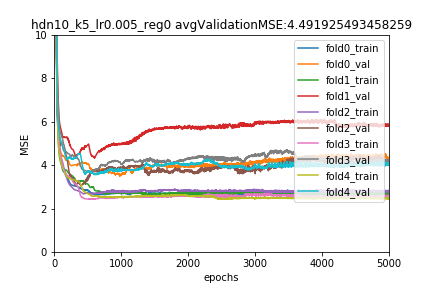 hdn10_k5_lr0.005_reg0 avgValidationMSE:4.491925493458259
10
8
6
4
2
0
MSE
0
1000
2000
3000
4000
5000
epochs
fold0_train
fold0_val
fold1_train
fold1_val
fold2_train
fold2_val
fold3_train
fold3_val
fold4_train
fold4_val